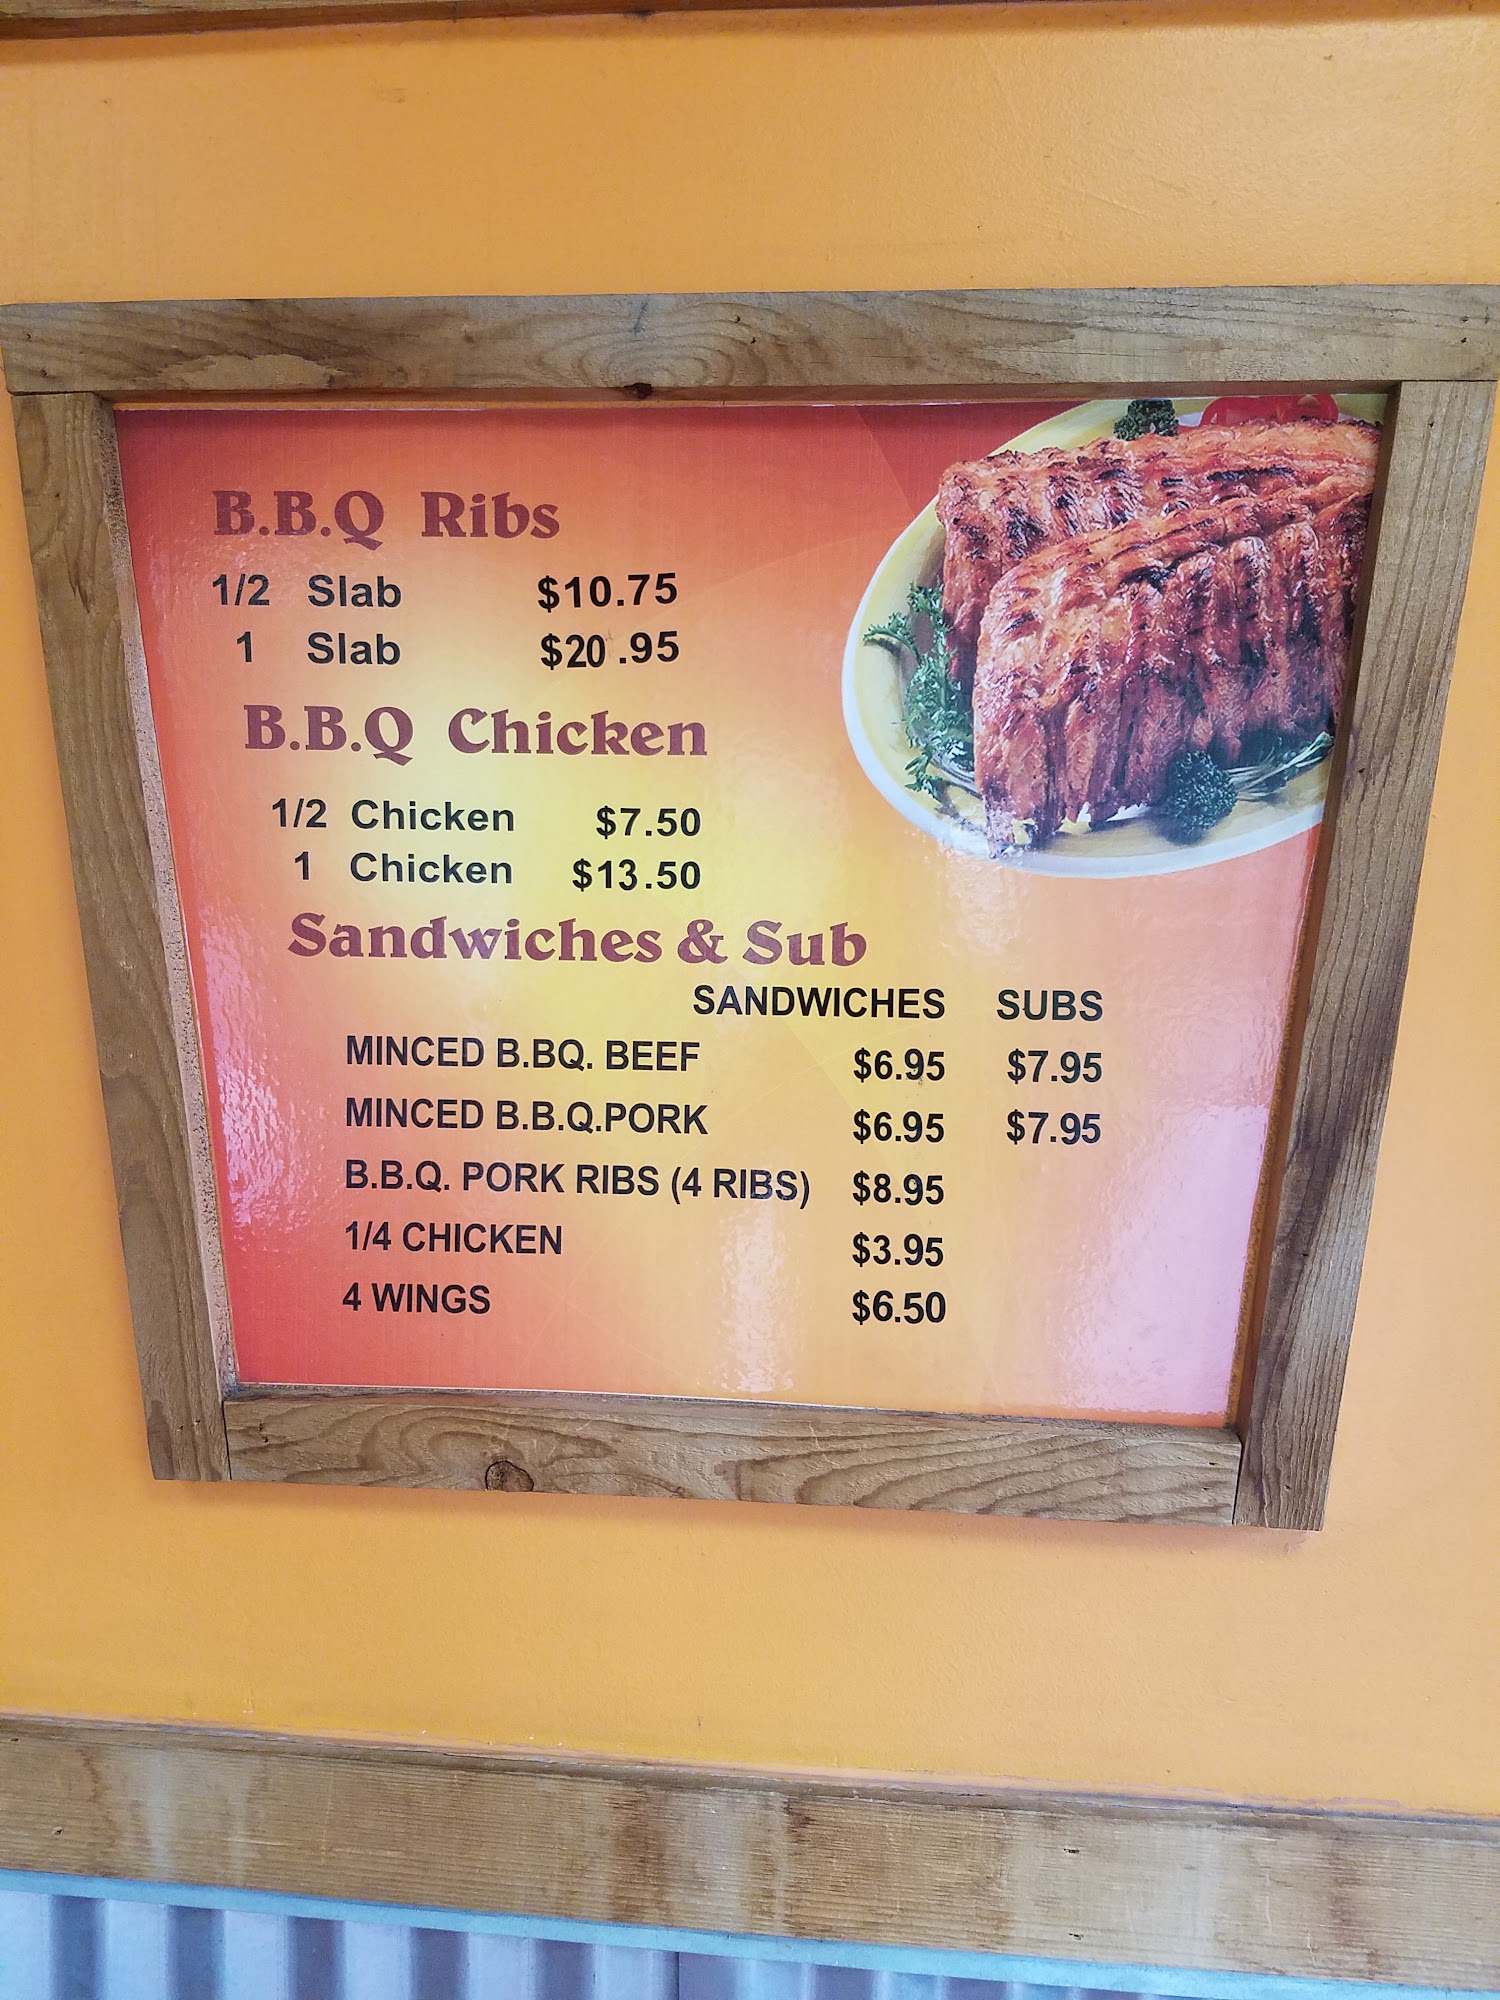 B.B.Q Ribs
1/2 Slab $10.75
1 Slab $20.95
B.B.Q Chicken
1/2 Chicken $7.50
1 Chicken $13.50
Sandwiches & Sub
SANDWICHES SUBS
MINCED B.BQ. BEEF $6.95 $7.95
MINCED B.B.Q.PORK $6.95 $7.95
B.B.Q. PORK RIBS (4 RIBS) $8.95
1/4 CHICKEN $3.95
4 WINGS $6.50